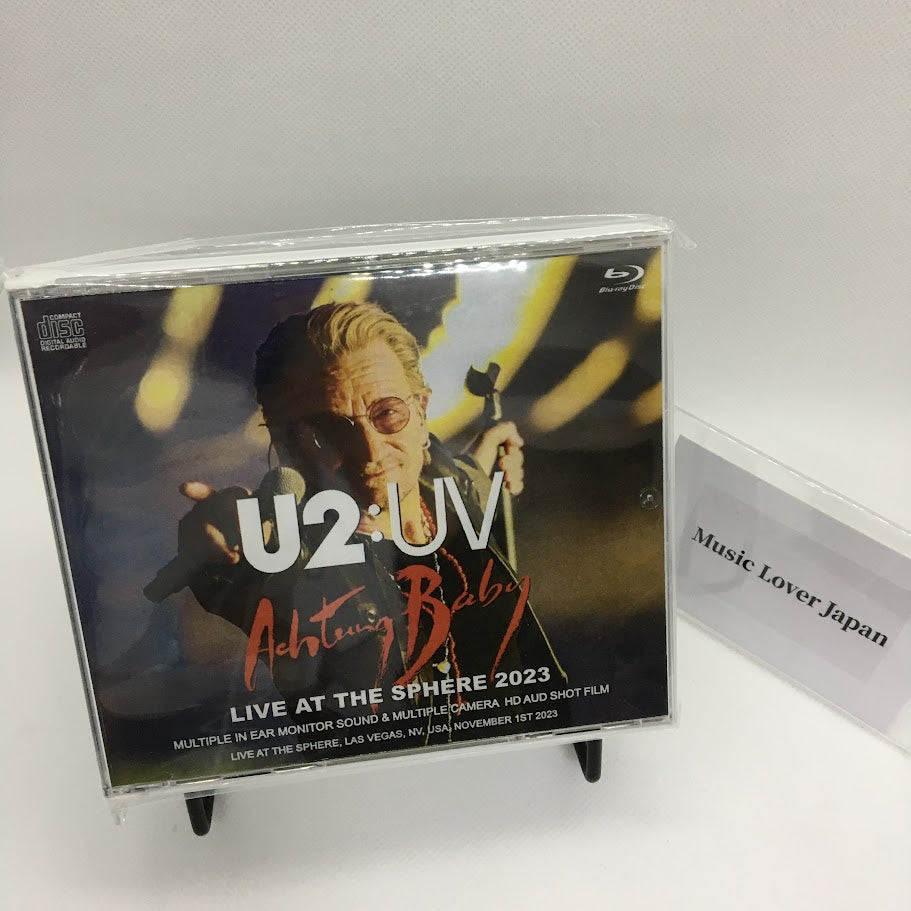 COMPACT
disc
DIGITAL AUDIO
RECORDABLE
Blu-ray Disc
U2:UV
Achtung Baby
LIVE AT THE SPHERE 2023
MULTIPLE IN EAR MONITOR SOUND & MULTIPLE CAMERA HD AUD SHOT FILM
LIVE AT THE SPHERE, LAS VEGAS, NV, USA, NOVEMBER 1ST 2023
Music Lover Japan